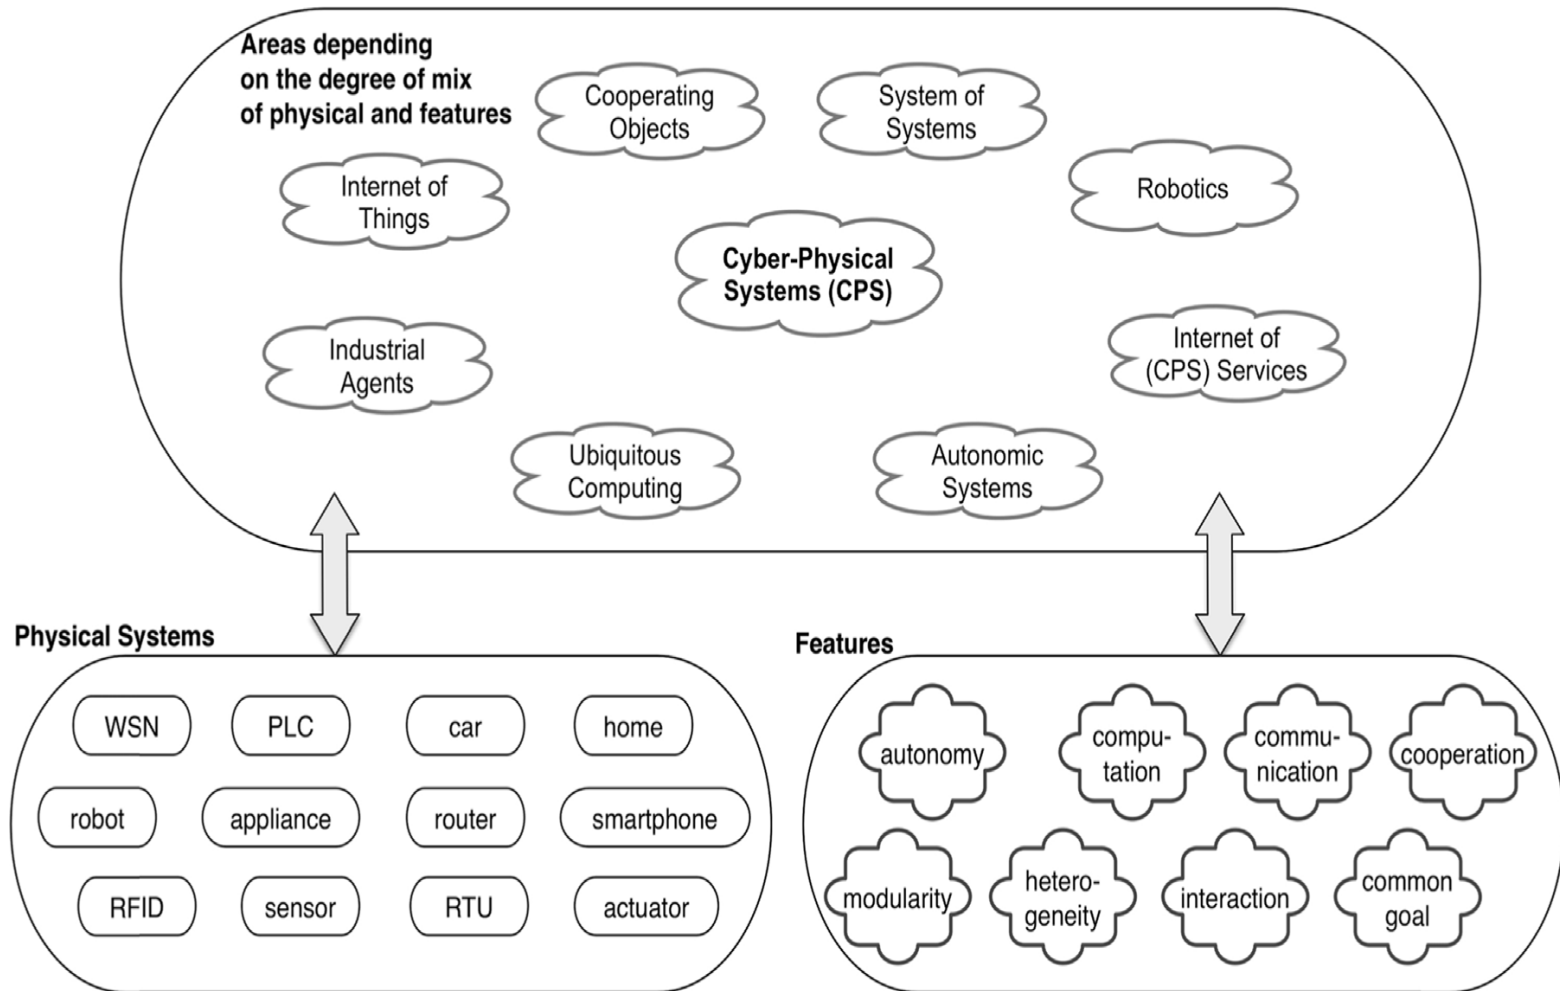 Areas depending
on the degree of mix
of physical and features
Cooperating
Objects
System of
Systems
Internet of
Things
Robotics
Cyber-Physical
Systems (CPS)
Industrial
Agents
Internet of
(CPS) Services
Ubiquitous
Computing
Autonomic
Systems
Physical Systems
WSN
PLC
car
home
robot
appliance
router
smartphone
RFID
sensor
RTU
actuator
Features
autonomy
compu-
tation
commu-
nication
cooperation
modularity
hetero-
geneity
interaction
common
goal